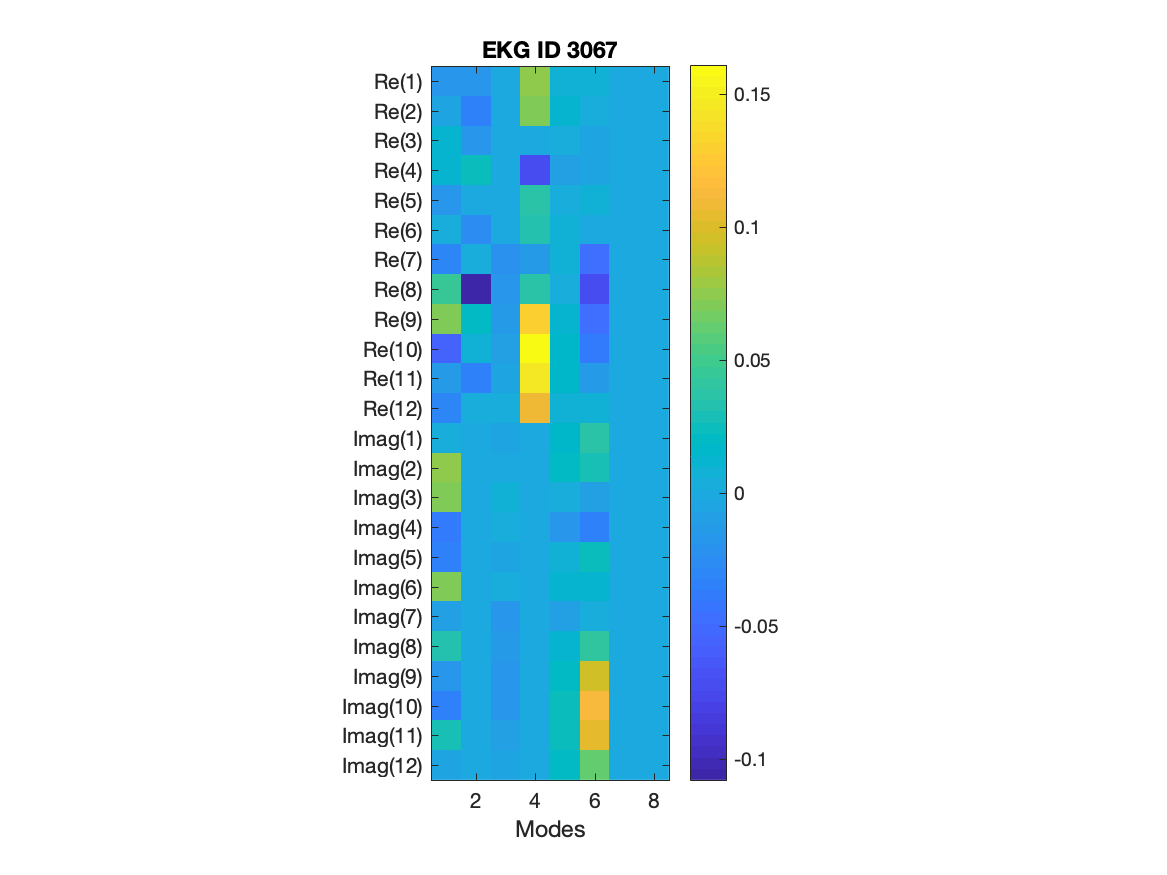 EKG ID 3067
Re(1)
Re(2)
Re(3)
Re(4)
Re(5)
Re(6)
Re(7)
Re(8)
Re(9)
Re(10)
Re(11)
Re(12)
Imag(1)
Imag(2)
Imag(3)
Imag(4)
Imag(5)
Imag(6)
Imag(7)
Imag(8)
Imag(9)
Imag(10)
Imag(11)
Imag(12)
2 4 6 8
Modes
0.15
0.1
0.05
0
-0.05
-0.1